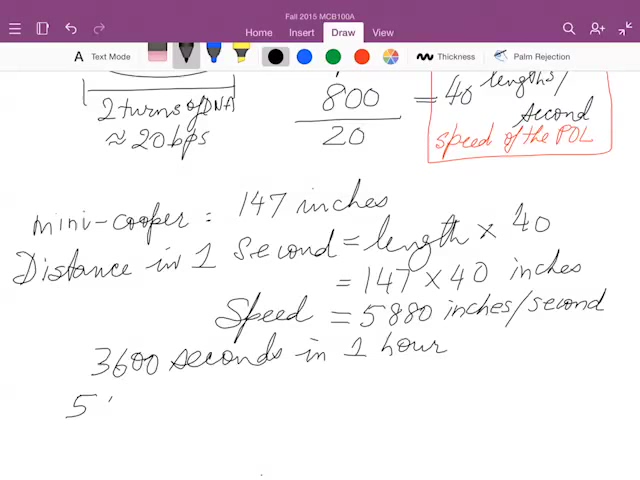 Fall 2015 MCB100A
Home Insert Draw View
A Text Mode Thickness Palm Rejection
2 turns of DNA
≈ 20 bps
800
20
= 40 lengths/
second
speed of the POL
mini-cooper = 147 inches
Distance in 1 second = length × 40
= 147 × 40 inches
Speed = 5880 inches/second
3600 seconds in 1 hour
5